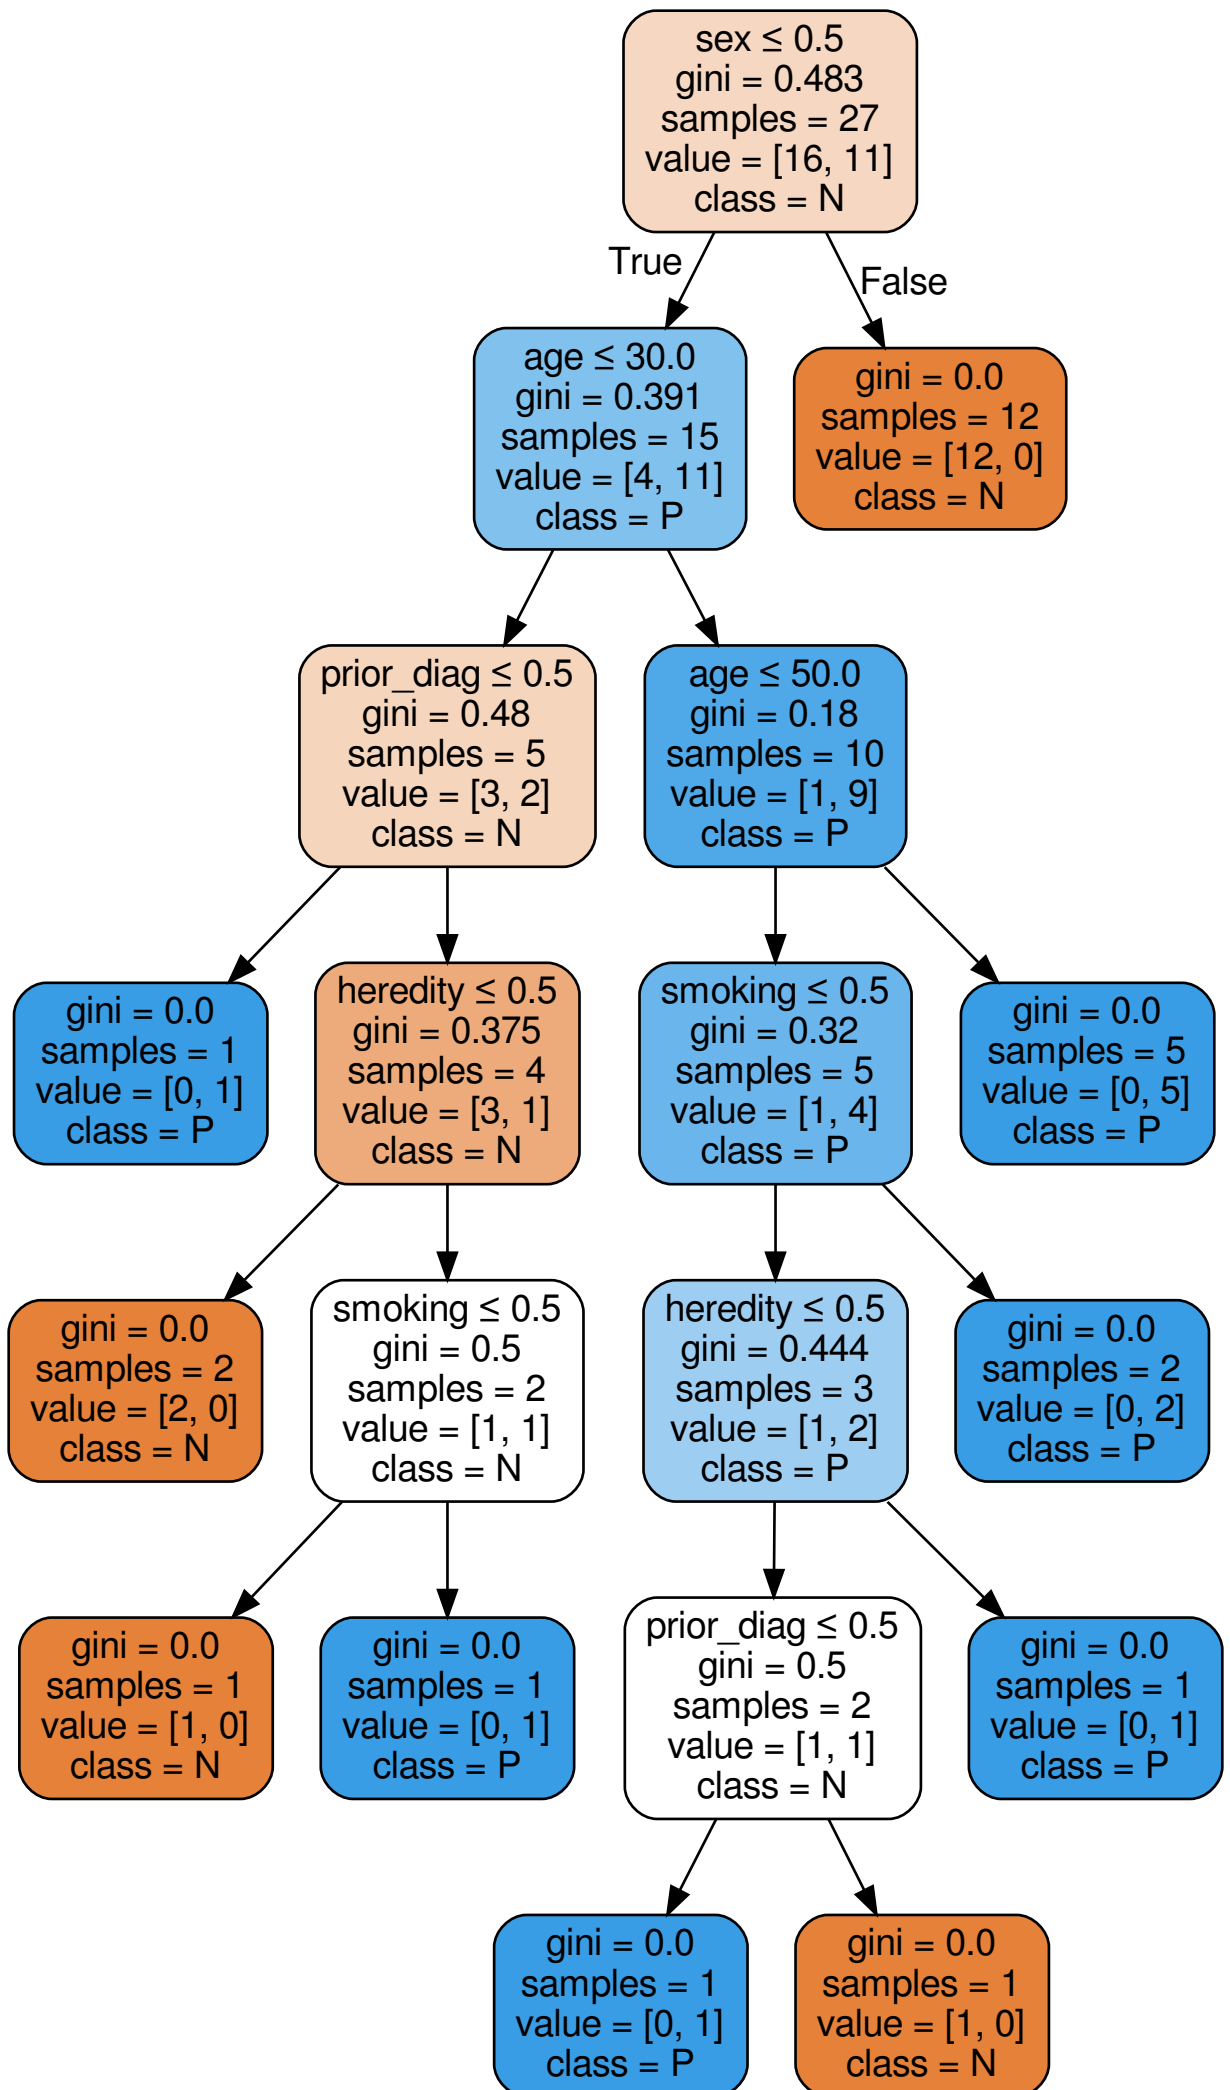 sex ≤ 0.5
gini = 0.483
samples = 27
value = [16, 11]
class = N
True
False
age ≤ 30.0
gini = 0.391
samples = 15
value = [4, 11]
class = P
gini = 0.0
samples = 12
value = [12, 0]
class = N
prior_diag ≤ 0.5
gini = 0.48
samples = 5
value = [3, 2]
class = N
age ≤ 50.0
gini = 0.18
samples = 10
value = [1, 9]
class = P
gini = 0.0
samples = 1
value = [0, 1]
class = P
heredity ≤ 0.5
gini = 0.375
samples = 4
value = [3, 1]
class = N
smoking ≤ 0.5
gini = 0.32
samples = 5
value = [1, 4]
class = P
gini = 0.0
samples = 5
value = [0, 5]
class = P
gini = 0.0
samples = 2
value = [2, 0]
class = N
smoking ≤ 0.5
gini = 0.5
samples = 2
value = [1, 1]
class = N
heredity ≤ 0.5
gini = 0.444
samples = 3
value = [1, 2]
class = P
gini = 0.0
samples = 2
value = [0, 2]
class = P
gini = 0.0
samples = 1
value = [1, 0]
class = N
gini = 0.0
samples = 1
value = [0, 1]
class = P
prior_diag ≤ 0.5
gini = 0.5
samples = 2
value = [1, 1]
class = N
gini = 0.0
samples = 1
value = [0, 1]
class = P
gini = 0.0
samples = 1
value = [0, 1]
class = P
gini = 0.0
samples = 1
value = [1, 0]
class = N